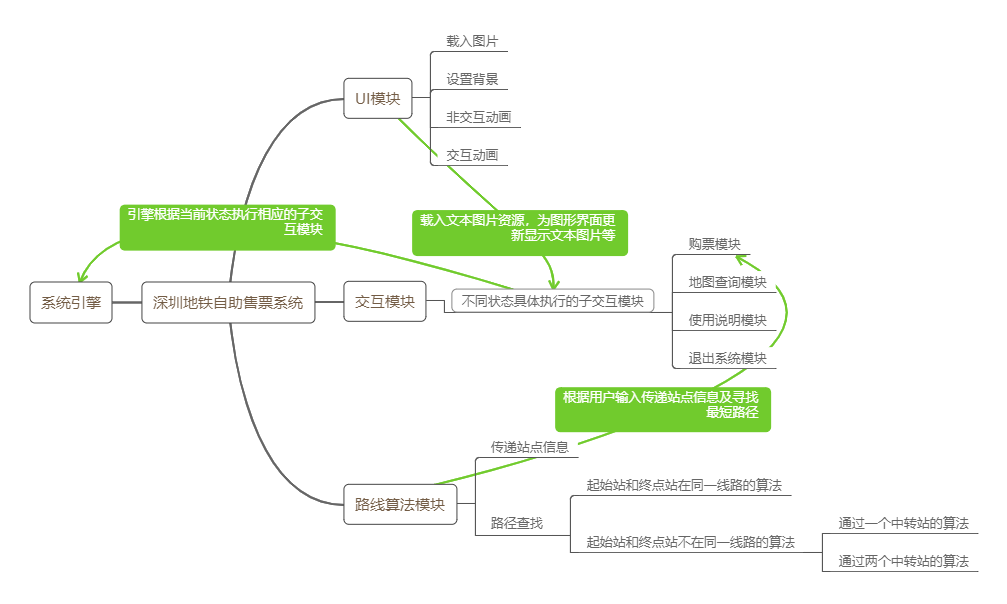 载入图片
设置背景
UI模块
非交互动画
交互动画
引擎根据当前状态执行相应的子交
互模块
载入文本图片资源，为图形界面更
新显示文本图片等
购票模块
地图查询模块
系统引擎
深圳地铁自助售票系统
交互模块
不同状态具体执行的子交互模块
使用说明模块
退出系统模块
根据用户输入传递站点信息及寻找
最短路径
传递站点信息
起始站和终点站在同一线路的算法
路线算法模块
路径查找
通过一个中转站的算法
起始站和终点站不在同一线路的算法
通过两个中转站的算法